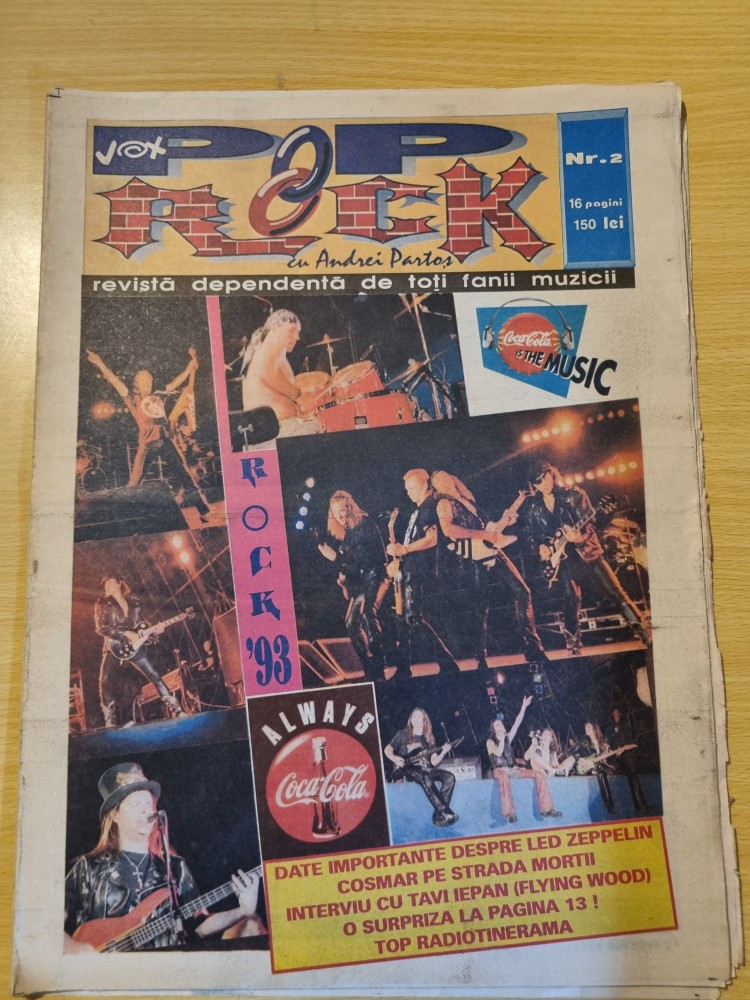 Vox
POP
ROCK
cu Andrei Partoș
Nr.2
16 pagini
150 lei
revistă dependentă de toți fanii muzicii
Coca-Cola
IS THE MUSIC
ROCK '93
ALWAYS
Coca-Cola
DATE IMPORTANTE DESPRE LED ZEPPELIN
COSMAR PE STRADA MORTII
INTERVIU CU TAVI IEPAN (FLYING WOOD)
O SURPRIZA LA PAGINA 13 !
TOP RADIOTINERAMA